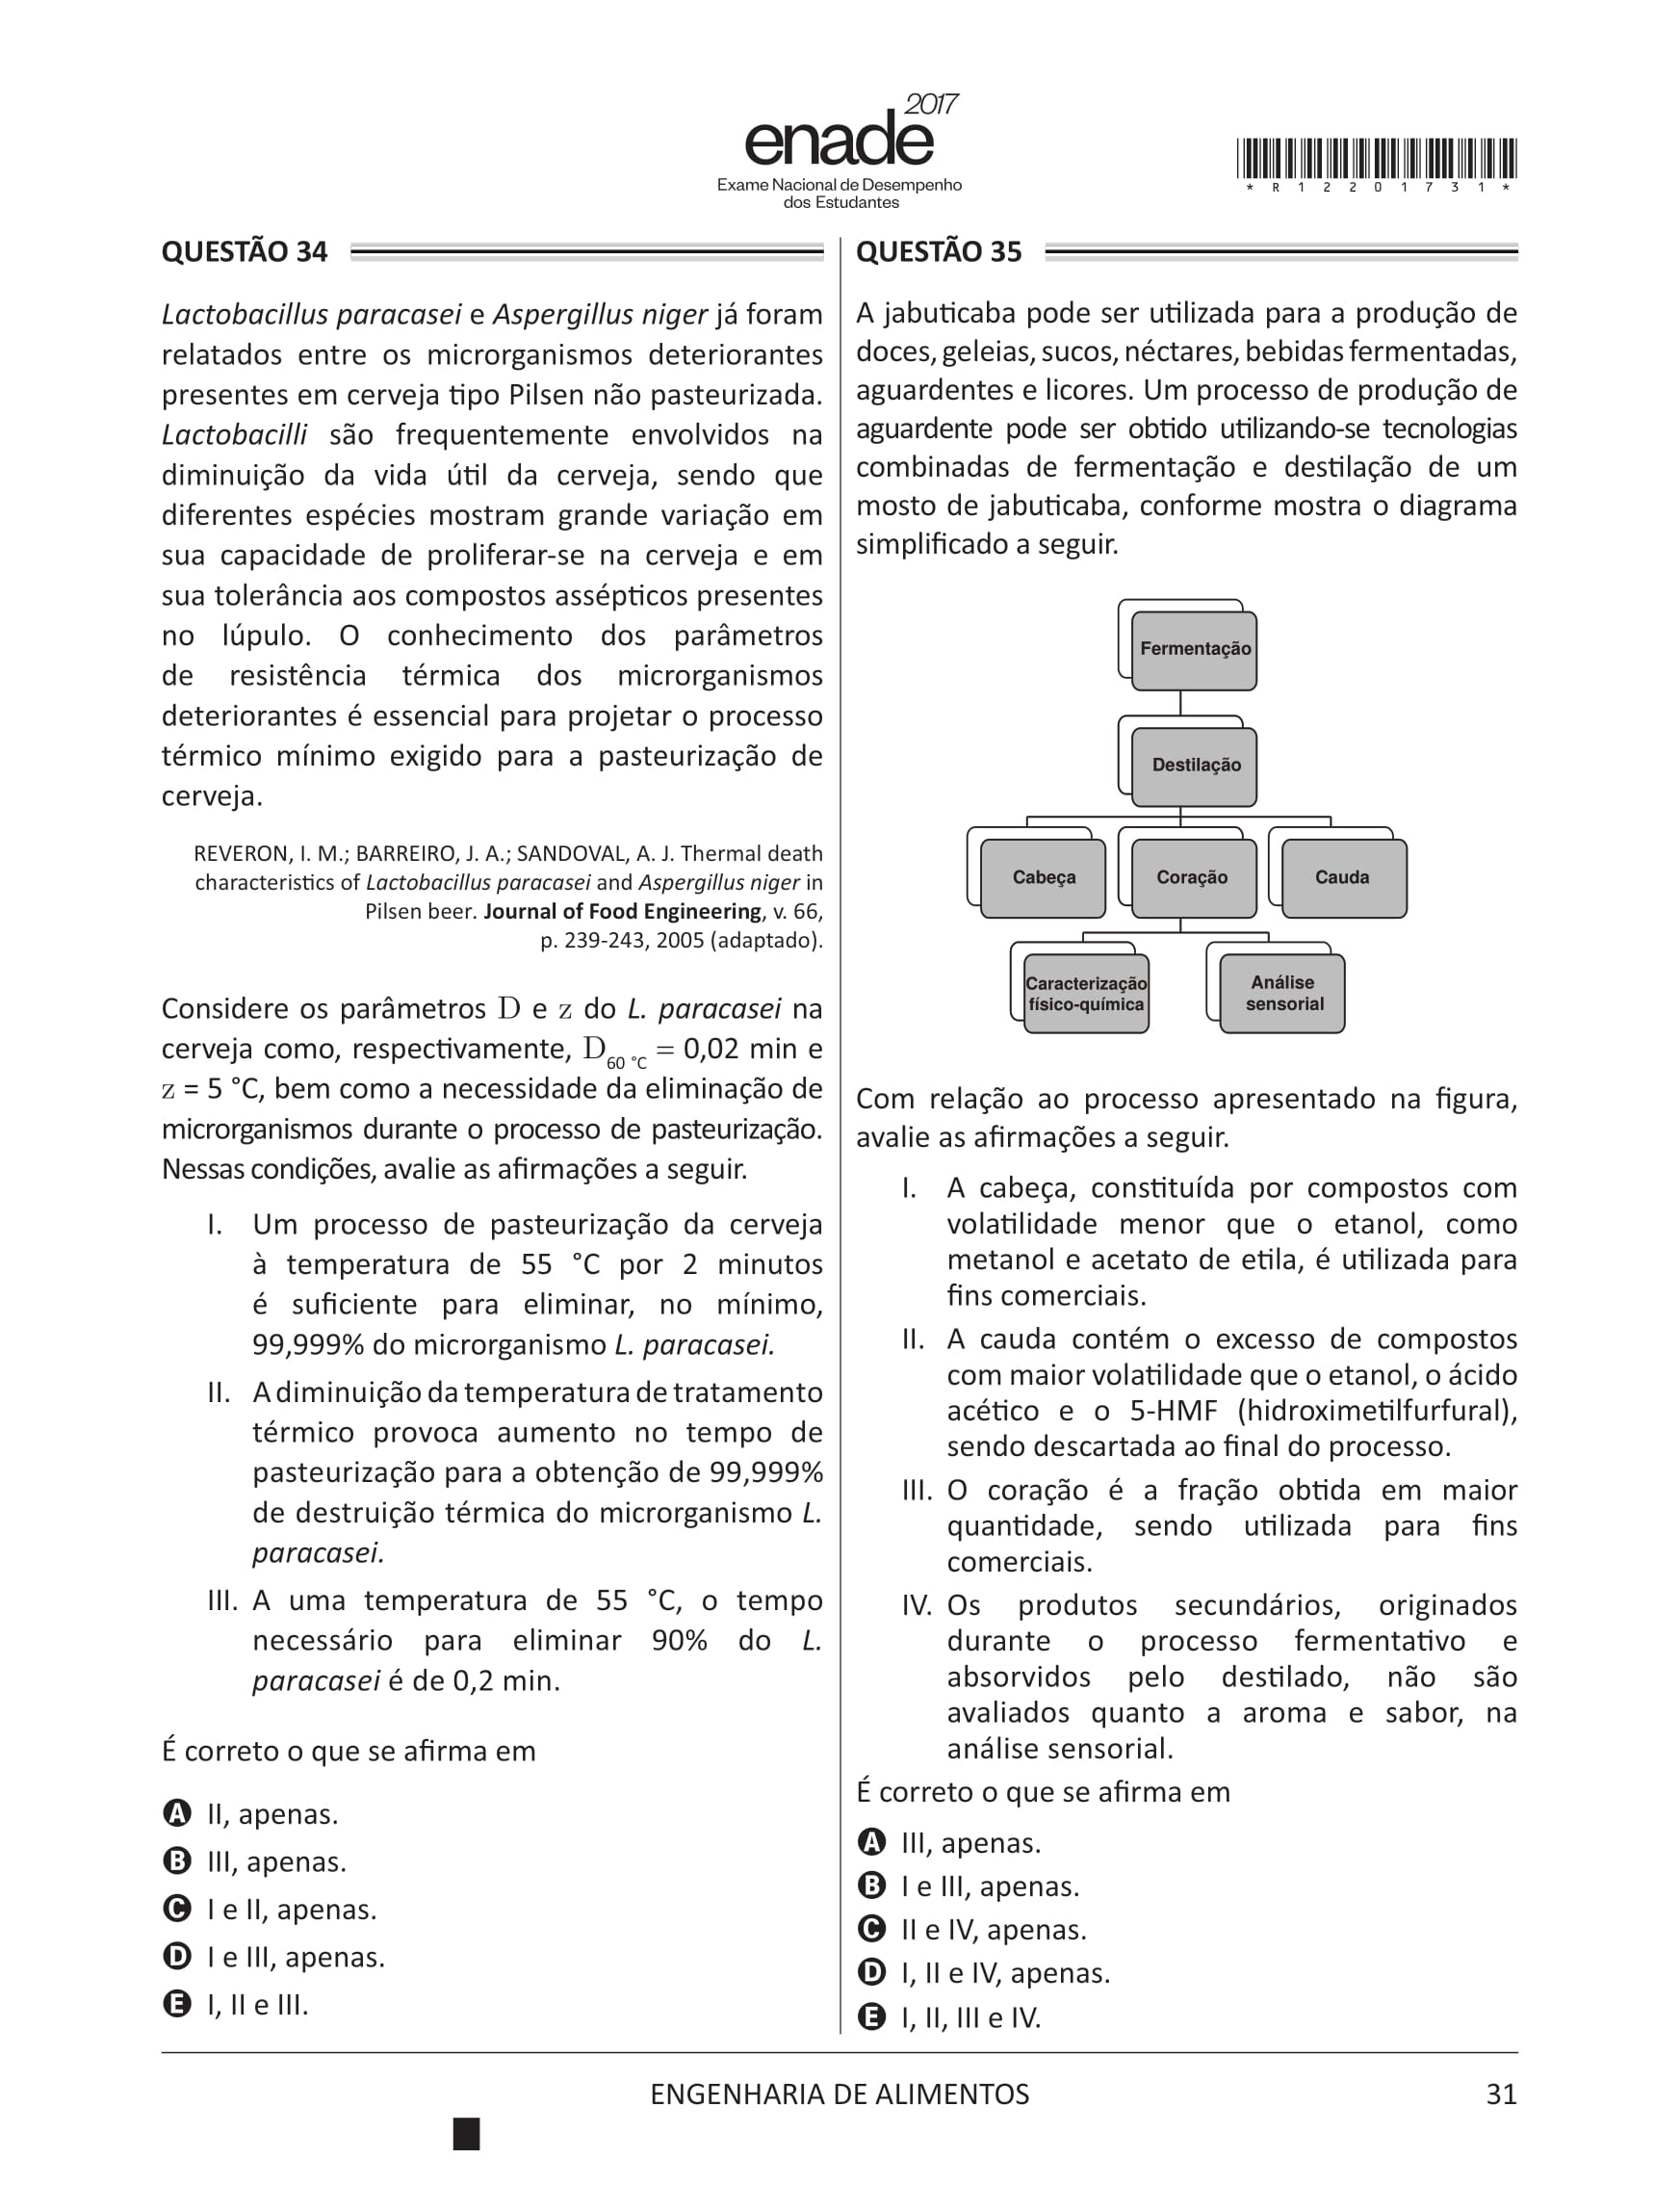 2017
enade
Exame Nacional de Desempenho
dos Estudantes
*R12201731*
QUESTÃO 34
Lactobacillus paracasei e Aspergillus niger já foram
relatados entre os microrganismos deteriorantes
presentes em cerveja tipo Pilsen não pasteurizada.
Lactobacilli são frequentemente envolvidos na
diminuição da vida útil da cerveja, sendo que
diferentes espécies mostram grande variação em
sua capacidade de proliferar-se na cerveja e em
sua tolerância aos compostos assépticos presentes
no lúpulo. O conhecimento dos parâmetros
de resistência térmica dos microrganismos
deteriorantes é essencial para projetar o processo
térmico mínimo exigido para a pasteurização de
cerveja.
REVERON, I. M.; BARREIRO, J. A.; SANDOVAL, A. J. Thermal death
characteristics of Lactobacillus paracasei and Aspergillus niger in
Pilsen beer. Journal of Food Engineering, v. 66,
p. 239-243, 2005 (adaptado).
Considere os parâmetros D e z do L. paracasei na
cerveja como, respectivamente, D60 °C = 0,02 min e
z = 5 °C, bem como a necessidade da eliminação de
microrganismos durante o processo de pasteurização.
Nessas condições, avalie as afirmações a seguir.
I. Um processo de pasteurização da cerveja
à temperatura de 55 °C por 2 minutos
é suficiente para eliminar, no mínimo,
99,999% do microrganismo L. paracasei.
II. A diminuição da temperatura de tratamento
térmico provoca aumento no tempo de
pasteurização para a obtenção de 99,999%
de destruição térmica do microrganismo L.
paracasei.
III. A uma temperatura de 55 °C, o tempo
necessário para eliminar 90% do L.
paracasei é de 0,2 min.
É correto o que se afirma em
A II, apenas.
B III, apenas.
C I e II, apenas.
D I e III, apenas.
E I, II e III.
QUESTÃO 35
A jabuticaba pode ser utilizada para a produção de
doces, geleias, sucos, néctares, bebidas fermentadas,
aguardentes e licores. Um processo de produção de
aguardente pode ser obtido utilizando-se tecnologias
combinadas de fermentação e destilação de um
mosto de jabuticaba, conforme mostra o diagrama
simplificado a seguir.
Fermentação
Destilação
Cabeça
Coração
Cauda
Caracterização
físico-química
Análise
sensorial
Com relação ao processo apresentado na figura,
avalie as afirmações a seguir.
I. A cabeça, constituída por compostos com
volatilidade menor que o etanol, como
metanol e acetato de etila, é utilizada para
fins comerciais.
II. A cauda contém o excesso de compostos
com maior volatilidade que o etanol, o ácido
acético e o 5-HMF (hidroximetilfurfural),
sendo descartada ao final do processo.
III. O coração é a fração obtida em maior
quantidade, sendo utilizada para fins
comerciais.
IV. Os produtos secundários, originados
durante o processo fermentativo e
absorvidos pelo destilado, não são
avaliados quanto a aroma e sabor, na
análise sensorial.
É correto o que se afirma em
A III, apenas.
B I e III, apenas.
C II e IV, apenas.
D I, II e IV, apenas.
E I, II, III e IV.
ENGENHARIA DE ALIMENTOS
31